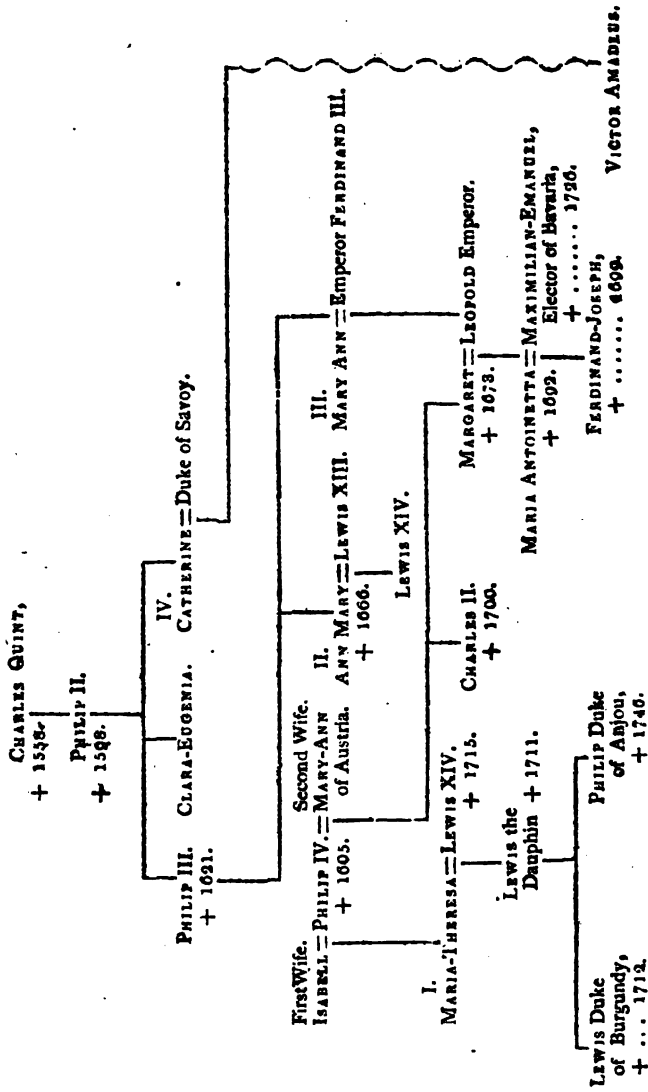 CHARLES QUINT,
+ 1558.
PHILIP II.
+ 1598.
IV.
PHILIP III. CLARA-EUGENIA. CATHERINE=Duke of Savoy.
+ 1621.
First Wife. Second Wife. II. III.
ISABELL=PHILIP IV.=MARY-ANN ANN MARY=LEWIS XIII. MARY ANN=Emperor FERDINAND III.
+ 1605. of Austria. + 1666.
LEWIS XIV.
I.
MARIA-THERESA=LEWIS XIV. CHARLES II. MARGARET=LEOPOLD Emperor.
+ 1715. + 1700. + 1673.
LEWIS the MARIA ANTOINETTA=MAXIMILIAN-EMANUEL,
Dauphin + 1711. + 1692. Elector of Bavaria,
+ ....... 1726.
LEWIS Duke PHILIP Duke FERDINAND-JOSEPH, VICTOR AMADEUS.
of Burgundy, of Anjou, + ....... 1699.
+ ... 1712. + 1746.